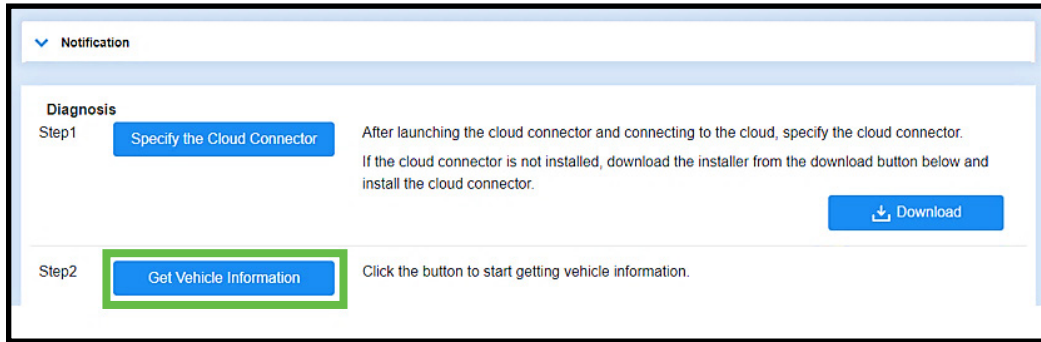 Notification
Diagnosis
Step1
Specify the Cloud Connector
After launching the cloud connector and connecting to the cloud, specify the cloud connector.
If the cloud connector is not installed, download the installer from the download button below and
install the cloud connector.
Download
Step2
Get Vehicle Information
Click the button to start getting vehicle information.